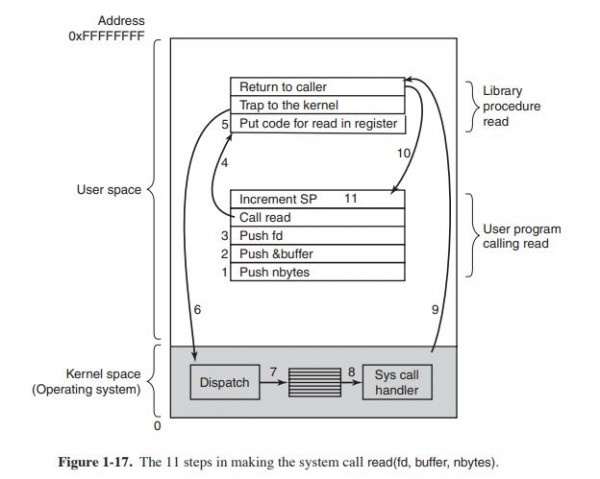 Address
0xFFFFFFFF
Return to caller
Trap to the kernel
5 Put code for read in register
Library
procedure
read
4
10
User space
Increment SP 11
Call read
3 Push fd
2 Push &buffer
1 Push nbytes
User program
calling read
6
9
Kernel space
(Operating system)
Dispatch
7
8
Sys call
handler
0
Figure 1-17. The 11 steps in making the system call read(fd, buffer, nbytes).